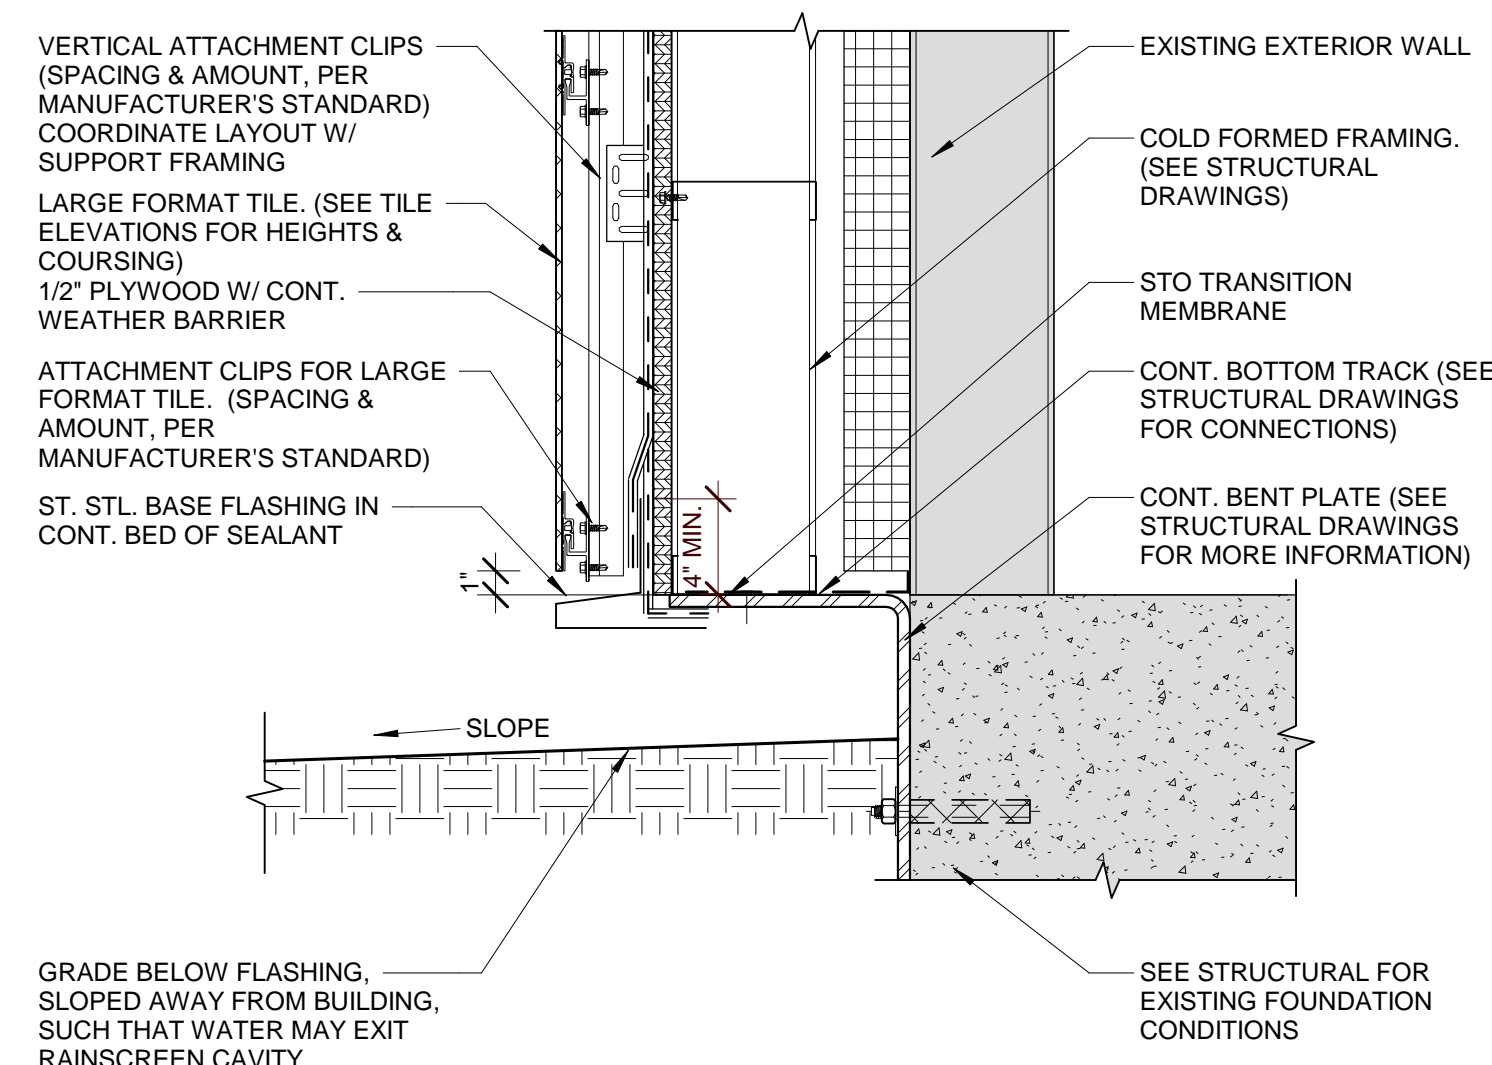 VERTICAL ATTACHMENT CLIPS
(SPACING & AMOUNT, PER
MANUFACTURER'S STANDARD)
COORDINATE LAYOUT W/
SUPPORT FRAMING
LARGE FORMAT TILE. (SEE TILE
ELEVATIONS FOR HEIGHTS &
COURSING)
1/2" PLYWOOD W/ CONT.
WEATHER BARRIER
ATTACHMENT CLIPS FOR LARGE
FORMAT TILE. (SPACING &
AMOUNT, PER
MANUFACTURER'S STANDARD)
ST. STL. BASE FLASHING IN
CONT. BED OF SEALANT
1"
4" MIN.
SLOPE
GRADE BELOW FLASHING,
SLOPED AWAY FROM BUILDING,
SUCH THAT WATER MAY EXIT
RAINSCREEN CAVITY
EXISTING EXTERIOR WALL
COLD FORMED FRAMING.
(SEE STRUCTURAL
DRAWINGS)
STO TRANSITION
MEMBRANE
CONT. BOTTOM TRACK (SEE
STRUCTURAL DRAWINGS
FOR CONNECTIONS)
CONT. BENT PLATE (SEE
STRUCTURAL DRAWINGS
FOR MORE INFORMATION)
SEE STRUCTURAL FOR
EXISTING FOUNDATION
CONDITIONS